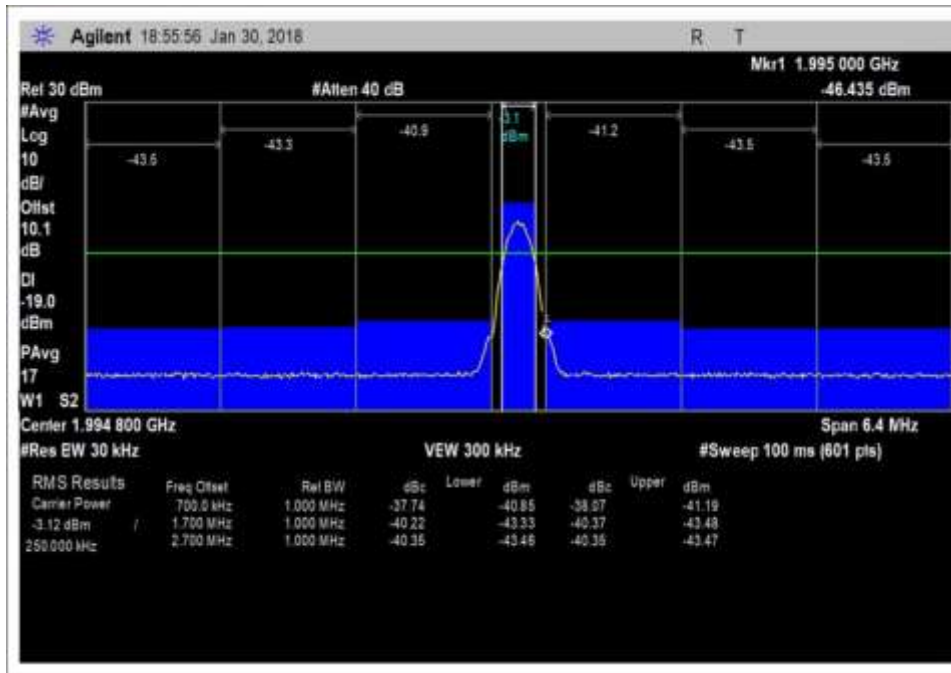 Agilent 18:55:56 Jan 30, 2018 R T
Mkr1 1.995 000 GHz
Ref 30 dBm #Atten 40 dB -46.435 dBm
#Avg
Log
10
dB/
Offst
10.1
dB
DI
-19.0
dBm
PAvg
17
W1 S2
-43.5 -43.3 -40.9 -3.1 dBm -41.2 -43.5 -43.5
1
Center 1.994 800 GHz Span 6.4 MHz
#Res BW 30 kHz VBW 300 kHz #Sweep 100 ms (601 pts)
RMS Results Freq Offset Ref BW dBc Lower dBm dBc Upper dBm
Carrier Power 700.0 kHz 1.000 MHz -37.74 -40.85 -38.07 -41.19
-3.12 dBm / 1.700 MHz 1.000 MHz -40.22 -43.33 -40.37 -43.48
250.000 kHz 2.700 MHz 1.000 MHz -40.35 -43.46 -40.35 -43.47